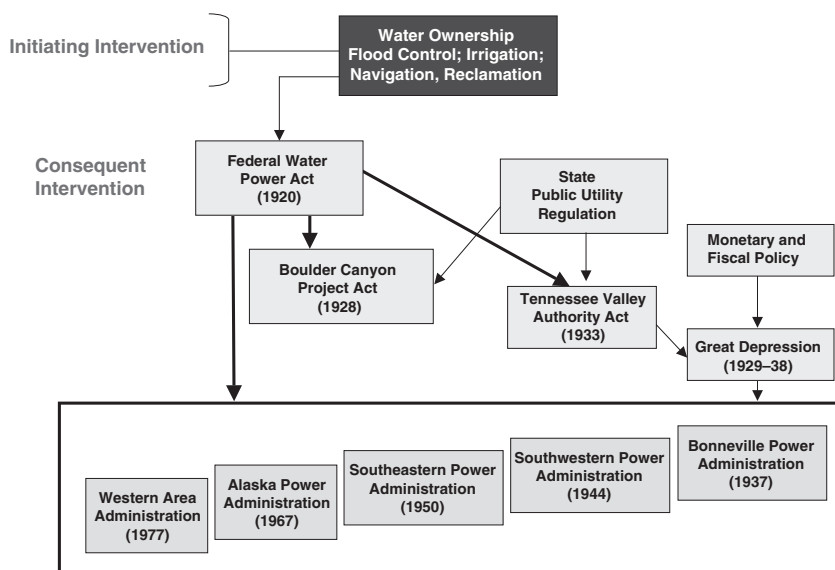 Initiating Intervention
Water Ownership
Flood Control; Irrigation;
Navigation, Reclamation
Consequent
Intervention
Federal Water
Power Act
(1920)
State
Public Utility
Regulation
Monetary and
Fiscal Policy
Boulder Canyon
Project Act
(1928)
Tennessee Valley
Authority Act
(1933)
Great Depression
(1929–38)
Western Area
Administration
(1977)
Alaska Power
Administration
(1967)
Southeastern Power
Administration
(1950)
Southwestern Power
Administration
(1944)
Bonneville Power
Administration
(1937)